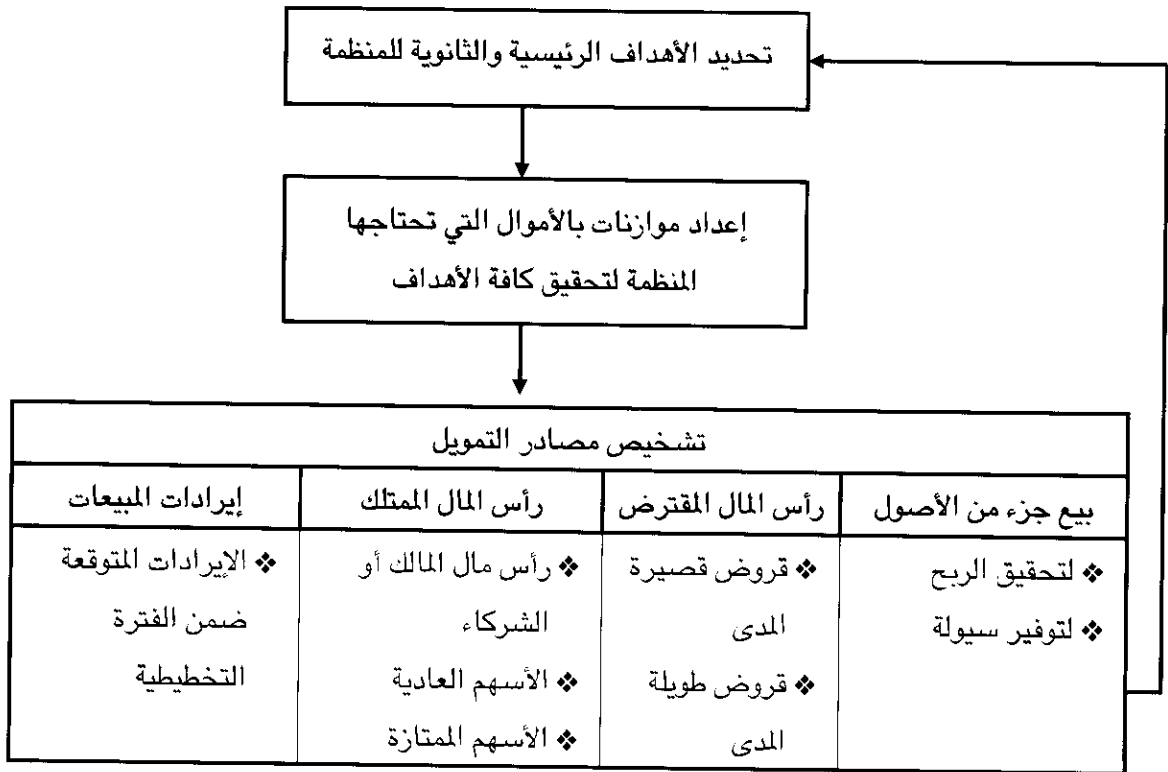 تحديد الأهداف الرئيسية والثانوية للمنظمة
إعداد موازنات بالأموال التي تحتاجها
المنظمة لتحقيق كافة الأهداف
تشخيص مصادر التمويل
بيع جزء من الأصول
❖ لتحقيق الربح
❖ لتوفير سيولة
رأس المال المقترض
❖ قروض قصيرة
المدى
❖ قروض طويلة
المدى
رأس المال الممتلك
❖ رأس مال المالك أو
الشركاء
❖ الأسهم العادية
❖ الأسهم الممتازة
إيرادات المبيعات
❖ الإيرادات المتوقعة
ضمن الفترة
التخطيطية